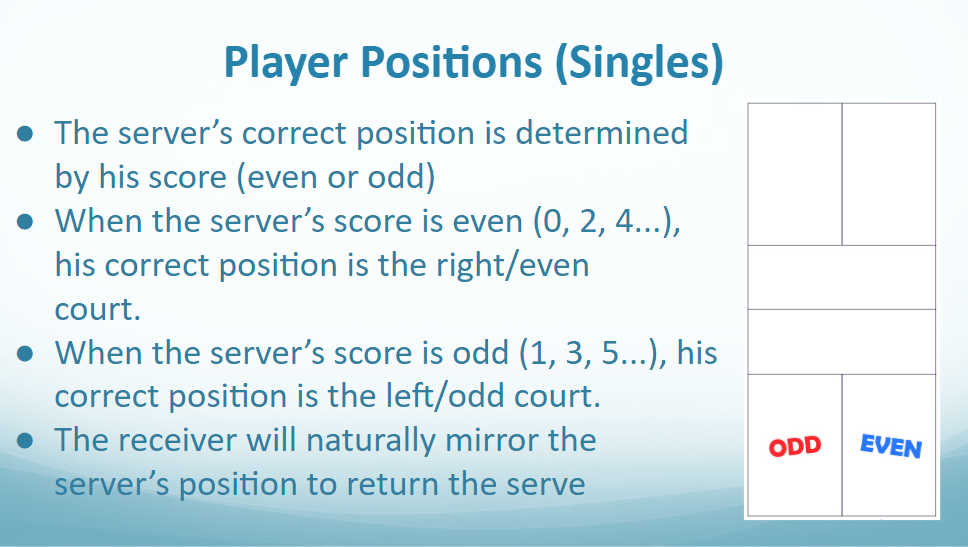 Player Positions (Singles)
● The server’s correct position is determined
by his score (even or odd)
● When the server’s score is even (0, 2, 4...),
his correct position is the right/even
court.
● When the server’s score is odd (1, 3, 5...), his
correct position is the left/odd court.
● The receiver will naturally mirror the
server’s position to return the serve
ODD EVEN